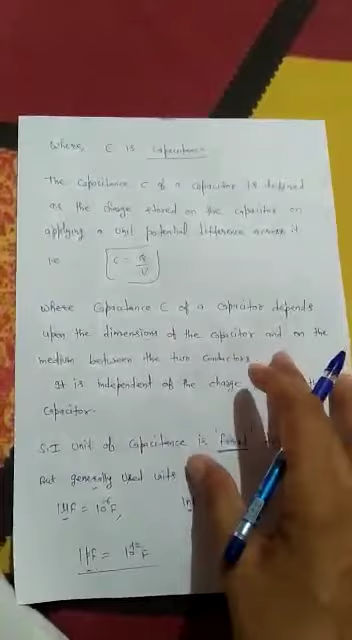 Where, C is Capacitance
The Capacitance C of a capacitor is defined
as the charge stored on the capacitor on
applying a unit potential difference across it
i.e
C = Q/V
where Capacitance C of a capacitor depends
upon the dimensions of the capacitor and on the
medium between the two Conductors
It is independent of the charge
Capacitor.
S.I unit of Capacitance is 'farad'
But generally used units
1μF = 10⁻⁶F,
1pF = 10⁻¹²F